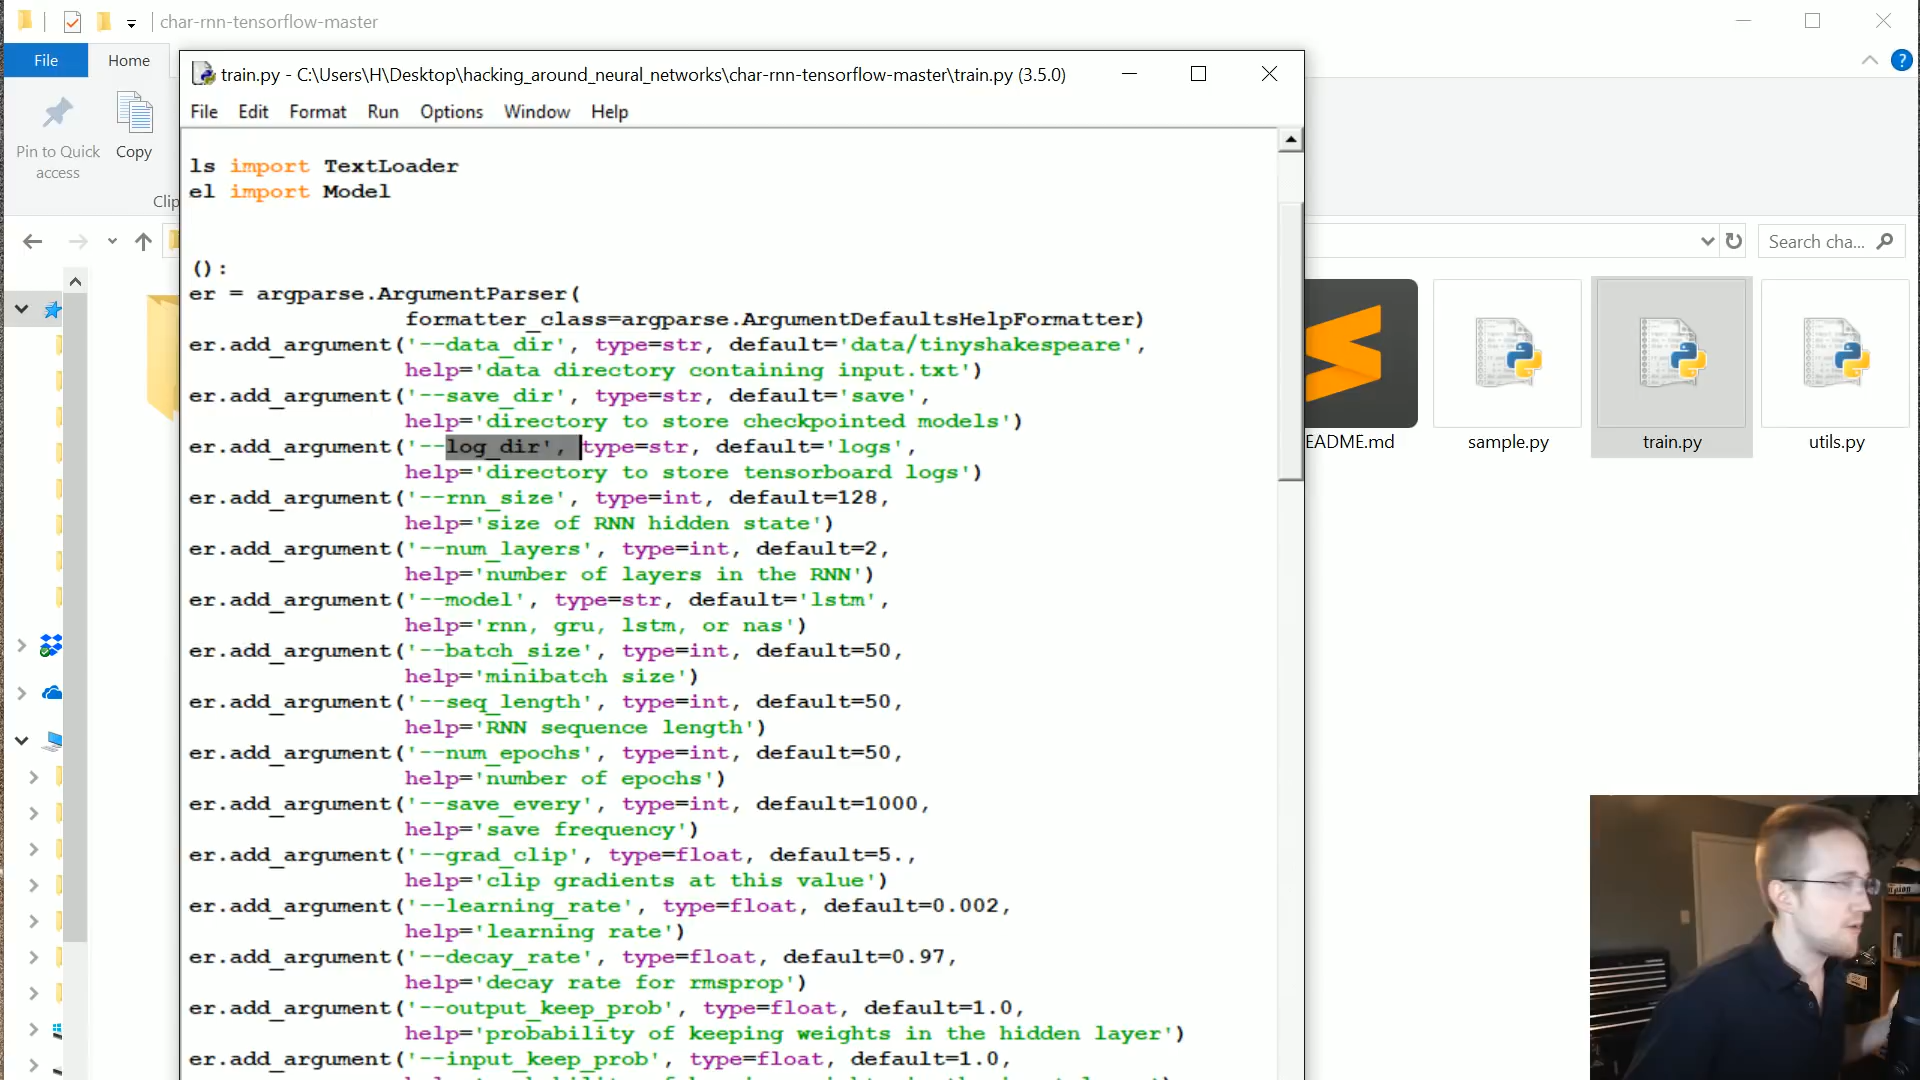 char-rnn-tensorflow-master
File
Home
Pin to Quick
access
Copy
Clip
train.py - C:\Users\H\Desktop\hacking_around_neural_networks\char-rnn-tensorflow-master\train.py (3.5.0)
File Edit Format Run Options Window Help
ls import TextLoader
el import Model
():
er = argparse.ArgumentParser(
formatter_class=argparse.ArgumentDefaultsHelpFormatter)
er.add_argument('--data_dir', type=str, default='data/tinyshakespeare',
help='data directory containing input.txt')
er.add_argument('--save_dir', type=str, default='save',
help='directory to store checkpointed models')
er.add_argument('--log_dir', type=str, default='logs',
help='directory to store tensorboard logs')
er.add_argument('--rnn_size', type=int, default=128,
help='size of RNN hidden state')
er.add_argument('--num_layers', type=int, default=2,
help='number of layers in the RNN')
er.add_argument('--model', type=str, default='lstm',
help='rnn, gru, lstm, or nas')
er.add_argument('--batch_size', type=int, default=50,
help='minibatch size')
er.add_argument('--seq_length', type=int, default=50,
help='RNN sequence length')
er.add_argument('--num_epochs', type=int, default=50,
help='number of epochs')
er.add_argument('--save_every', type=int, default=1000,
help='save frequency')
er.add_argument('--grad_clip', type=float, default=5.,
help='clip gradients at this value')
er.add_argument('--learning_rate', type=float, default=0.002,
help='learning rate')
er.add_argument('--decay_rate', type=float, default=0.97,
help='decay rate for rmsprop')
er.add_argument('--output_keep_prob', type=float, default=1.0,
help='probability of keeping weights in the hidden layer')
er.add_argument('--input_keep_prob', type=float, default=1.0,
Search cha...
EADME.md
sample.py
train.py
utils.py